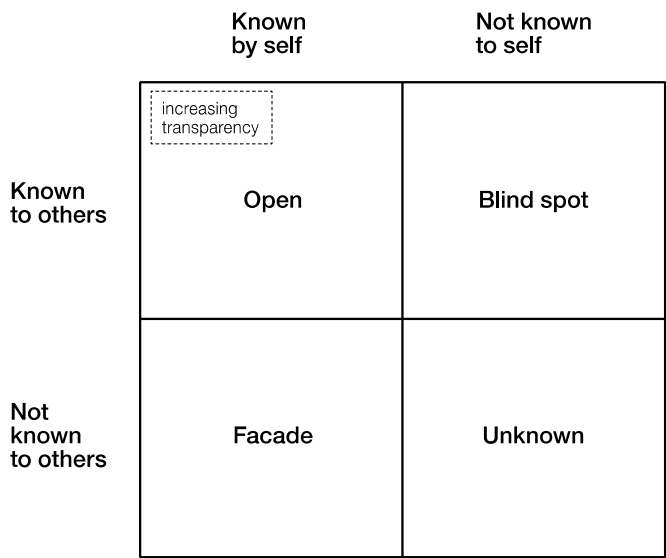 Known
by self
Not known
to self
increasing
transparency
Known
to others
Open
Blind spot
Not
known
to others
Facade
Unknown